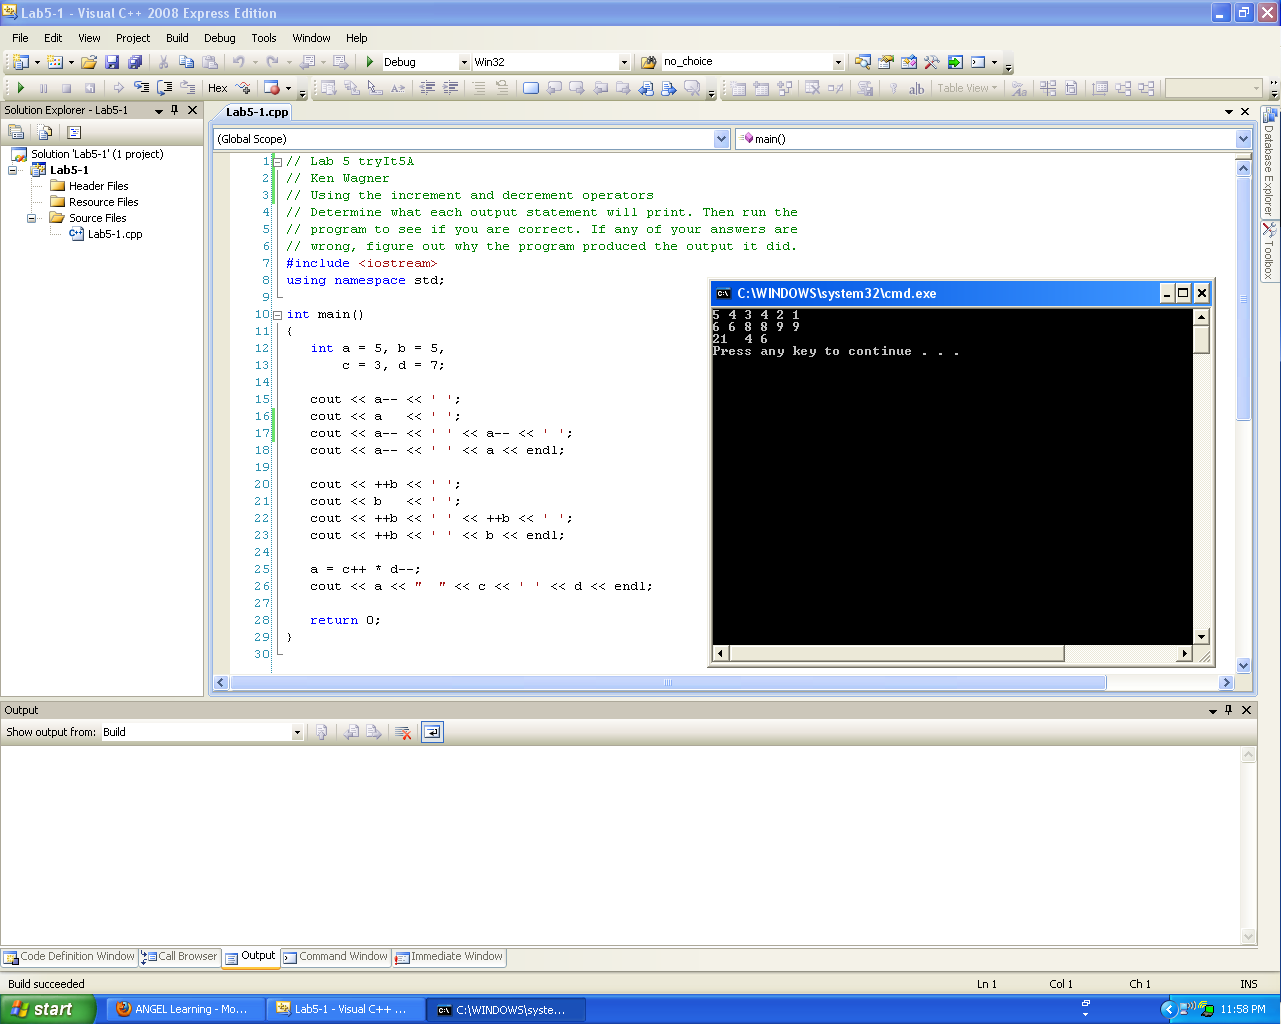 Lab5-1 - Visual C++ 2008 Express Edition
File Edit View Project Build Debug Tools Window Help
Debug Win32 no_choice
Hex Table View
Solution Explorer - Lab5-1
Solution 'Lab5-1' (1 project)
Lab5-1
Header Files
Resource Files
Source Files
Lab5-1.cpp
Lab5-1.cpp
(Global Scope) main()
1 // Lab 5 tryIt5A
2 // Ken Wagner
3 // Using the increment and decrement operators
4 // Determine what each output statement will print. Then run the
5 // program to see if you are correct. If any of your answers are
6 // wrong, figure out why the program produced the output it did.
7 #include <iostream>
8 using namespace std;
9
10 int main()
11 {
12 int a = 5, b = 5,
13 c = 3, d = 7;
14
15 cout << a-- << ' ';
16 cout << a   << ' ';
17 cout << a-- << ' ' << a-- << ' ';
18 cout << a-- << ' ' << a << endl;
19
20 cout << ++b << ' ';
21 cout << b   << ' ';
22 cout << ++b << ' ' << ++b << ' ';
23 cout << ++b << ' ' << b << endl;
24
25 a = c++ * d--;
26 cout << a << "  " << c << ' ' << d << endl;
27
28 return 0;
29 }
30
C:\WINDOWS\system32\cmd.exe
5 4 3 4 2 1
6 6 8 8 9 9
21  4 6
Press any key to continue . . .
Database Explorer
Toolbox
Output
Show output from: Build
Code Definition Window Call Browser Output Command Window Immediate Window
Build succeeded Ln 1 Col 1 Ch 1 INS
start ANGEL Learning - Mo... Lab5-1 - Visual C++ ... C:\WINDOWS\syste... 11:58 PM